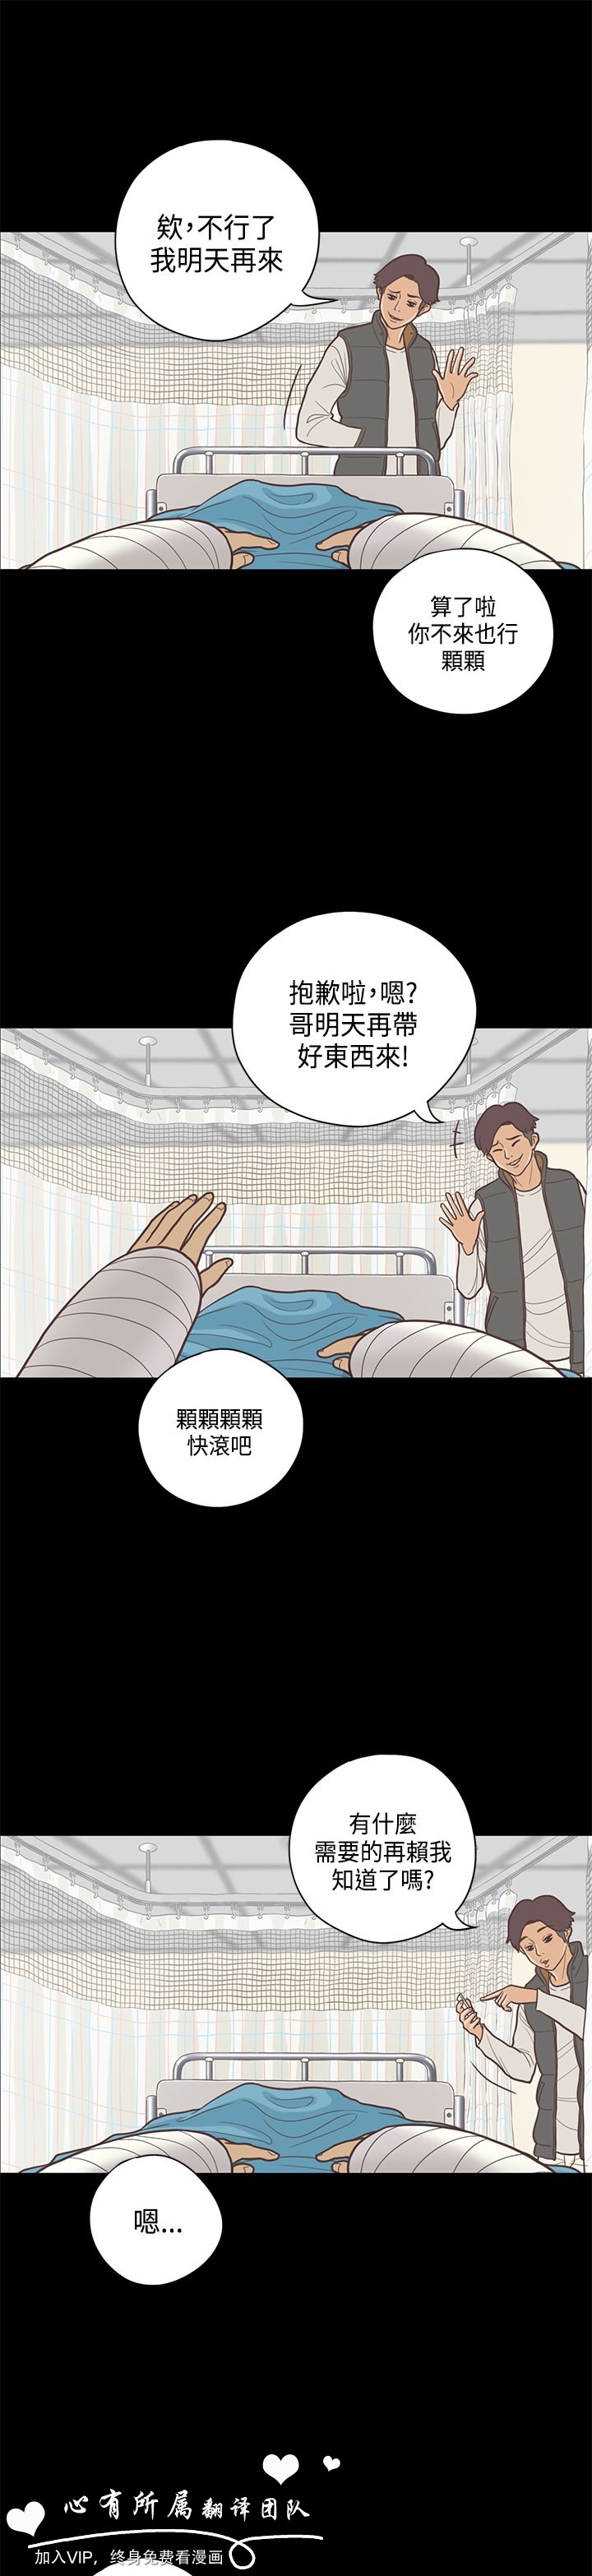 欸，不行了
我明天再來
算了啦
你不來也行
顆顆
抱歉啦，嗯?
哥明天再帶
好東西來!
顆顆顆顆
快滾吧
有什麼
需要的再賴我
知道了嗎?
嗯...
心有所属翻译团队
加入VIP，终身免费看漫画